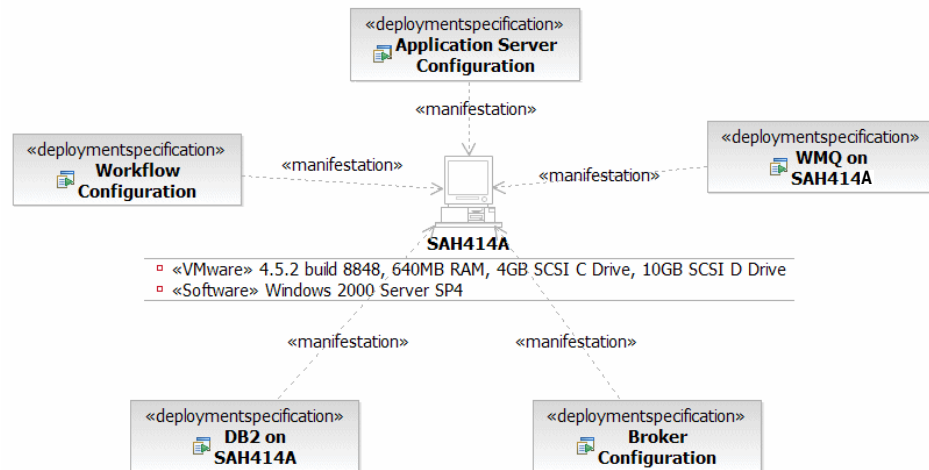 «deploymentspecification»
Application Server
Configuration
«manifestation»
«deploymentspecification»
Workflow
Configuration
«manifestation»
«deploymentspecification»
WMQ on
SAH414A
«manifestation»
SAH414A
«VMware» 4.5.2 build 8848, 640MB RAM, 4GB SCSI C Drive, 10GB SCSI D Drive
«Software» Windows 2000 Server SP4
«manifestation»
«manifestation»
«deploymentspecification»
DB2 on
SAH414A
«deploymentspecification»
Broker
Configuration